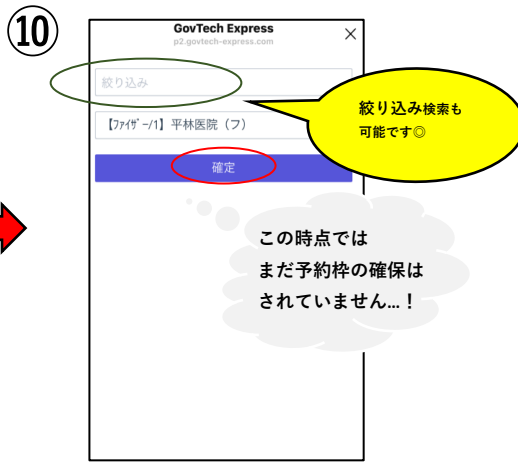 ⑩
GovTech Express
p2.govtech-express.com
×
絞り込み
【ﾌｧｲｻﾞｰ/1】平林医院（フ）
確定
絞り込み検索も
可能です◎
この時点では
まだ予約枠の確保は
されていません…！